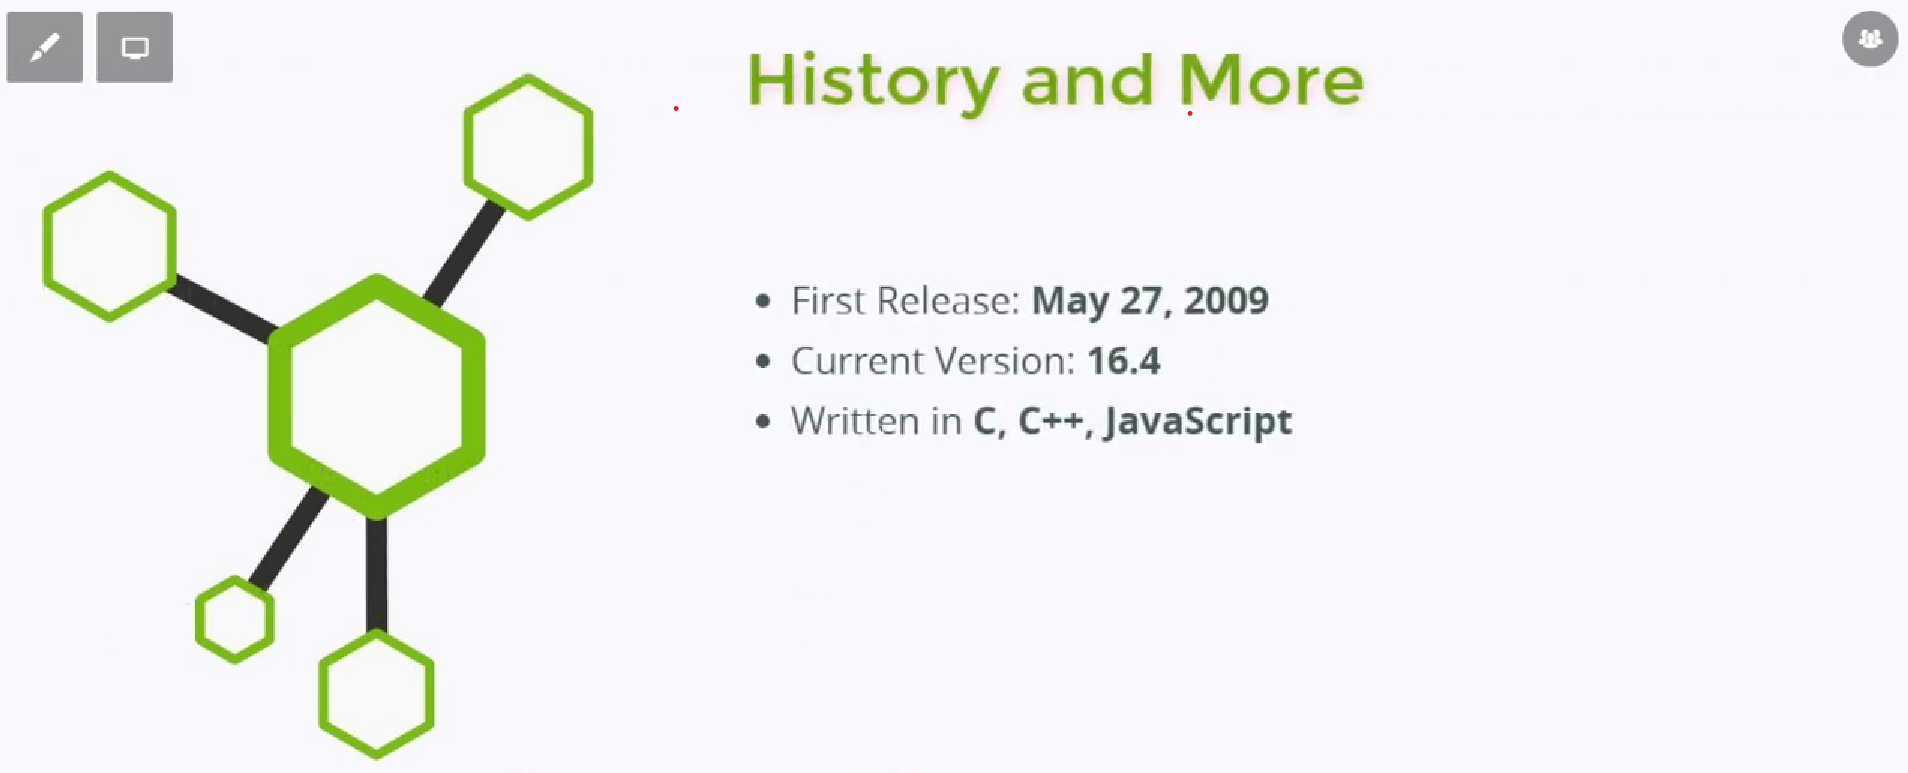 History and More
• First Release: May 27, 2009
• Current Version: 16.4
• Written in C, C++, JavaScript